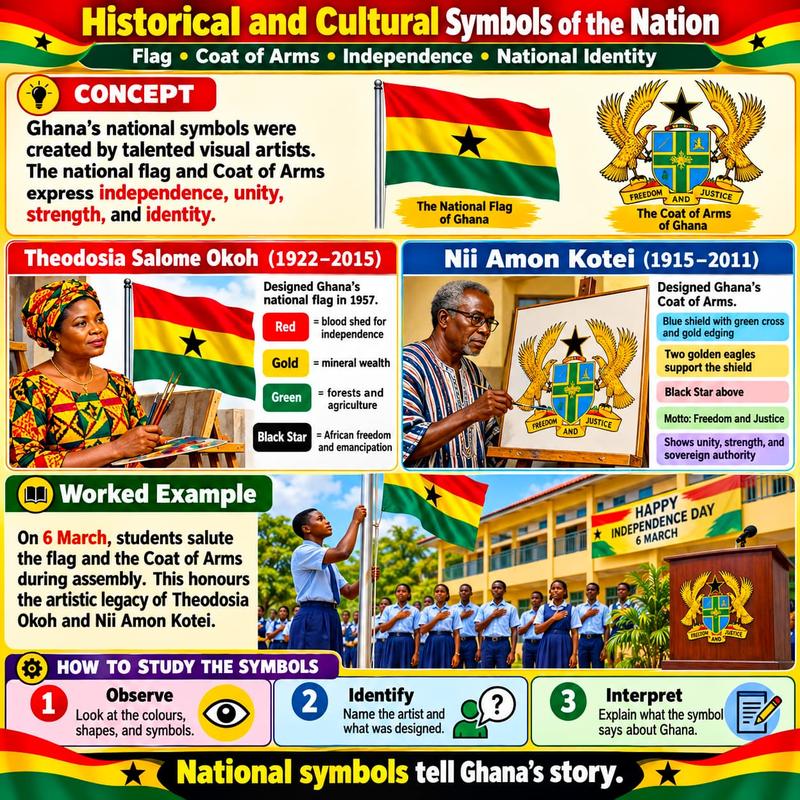 Historical and Cultural Symbols of the Nation
Flag • Coat of Arms • Independence • National Identity
CONCEPT
Ghana's national symbols were
created by talented visual artists.
The national flag and Coat of Arms
express independence, unity,
strength, and identity.
The National Flag
of Ghana
FREEDOM AND JUSTICE
The Coat of Arms
of Ghana
Theodosia Salome Okoh (1922–2015)
Designed Ghana's
national flag in 1957.
Red = blood shed for
independence
Gold = mineral wealth
Green = forests and
agriculture
Black Star = African freedom
and emancipation
Nii Amon Kotei (1915–2011)
FREEDOM AND JUSTICE
Designed Ghana's
Coat of Arms.
Blue shield with green cross
and gold edging
Two golden eagles
support the shield
Black Star above
Motto: Freedom and Justice
Shows unity, strength, and
sovereign authority
Worked Example
On 6 March, students salute
the flag and the Coat of Arms
during assembly. This honours
the artistic legacy of Theodosia
Okoh and Nii Amon Kotei.
HAPPY
INDEPENDENCE DAY
6 MARCH
FREEDOM AND JUSTICE
HOW TO STUDY THE SYMBOLS
1 Observe
Look at the colours,
shapes, and symbols.
2 Identify
Name the artist and
what was designed.
?
3 Interpret
Explain what the symbol
says about Ghana.
National symbols tell Ghana's story.